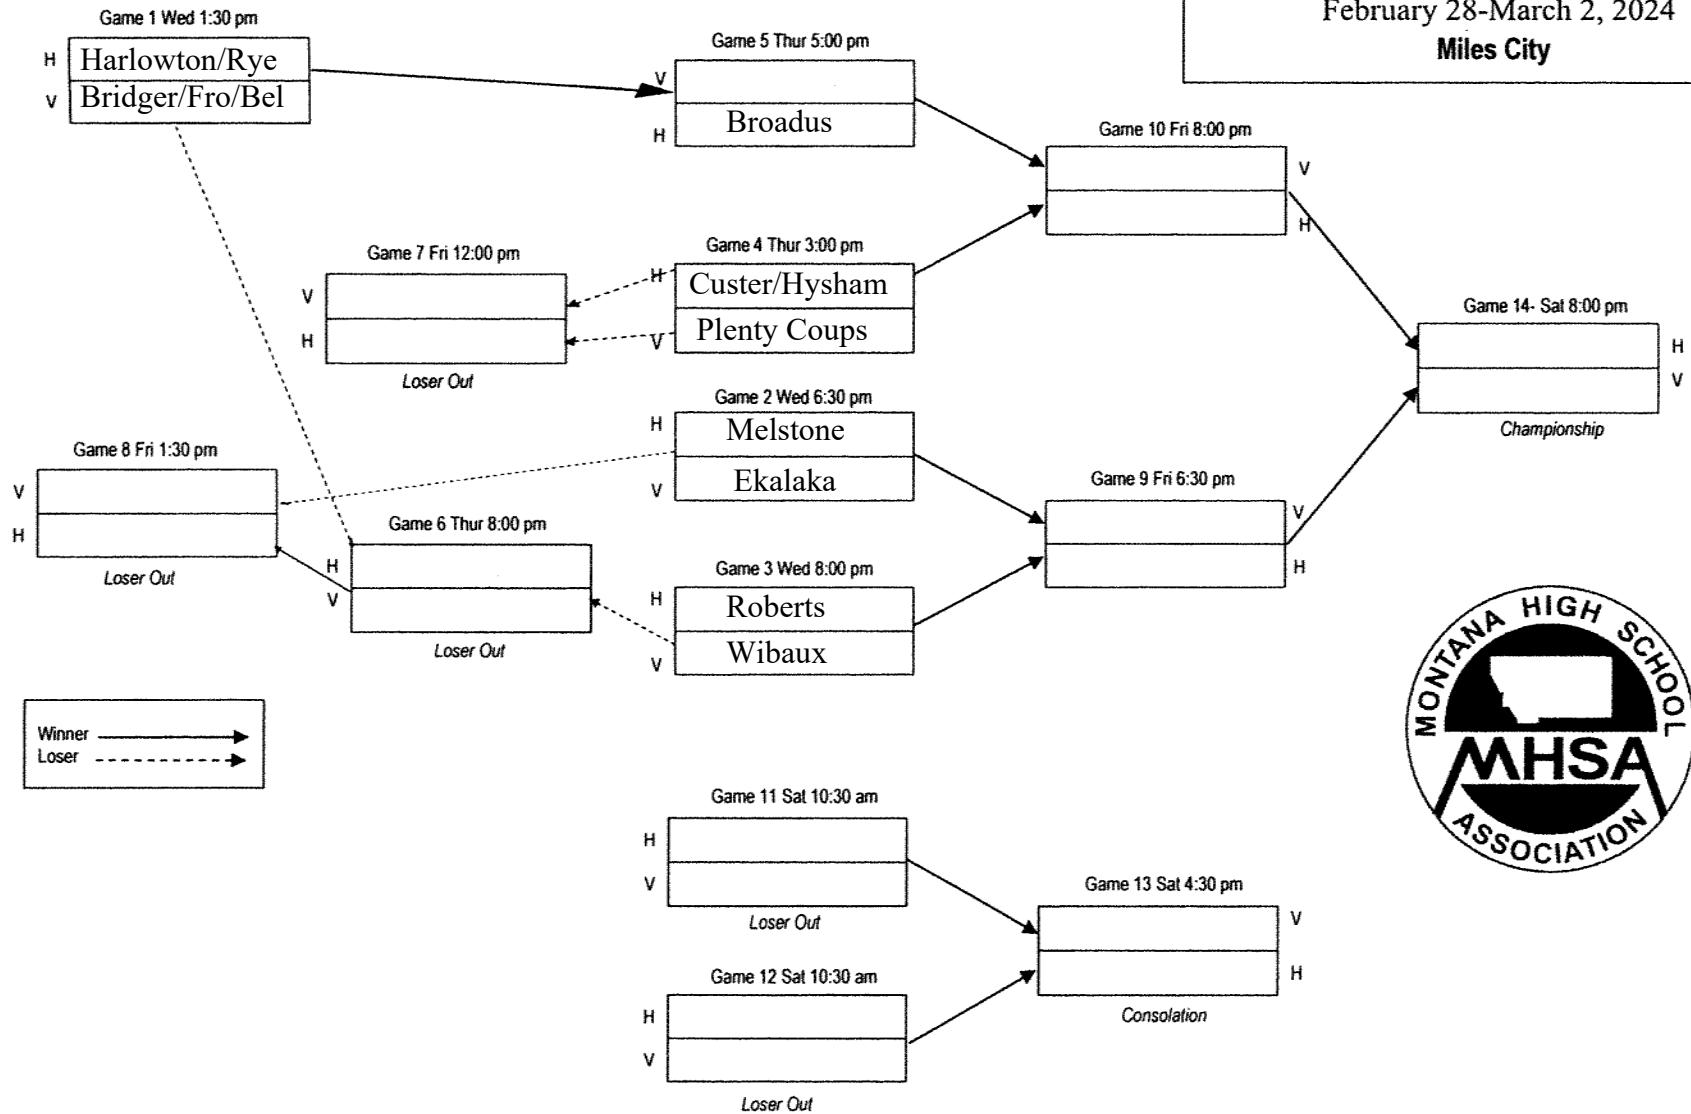 February 28-March 2, 2024
Miles City
Game 1 Wed 1:30 pm
H Harlowton/Rye
V Bridger/Fro/Bel
Game 5 Thur 5:00 pm
V
H Broadus
Game 10 Fri 8:00 pm
V
H
Game 7 Fri 12:00 pm
V
H
Loser Out
Game 4 Thur 3:00 pm
H Custer/Hysham
V Plenty Coups
Game 14- Sat 8:00 pm
H
V
Championship
Game 2 Wed 6:30 pm
H Melstone
V Ekalaka
Game 8 Fri 1:30 pm
V
H
Loser Out
Game 9 Fri 6:30 pm
V
H
Game 6 Thur 8:00 pm
H
V
Loser Out
Game 3 Wed 8:00 pm
H Roberts
V Wibaux
Winner
Loser
MONTANA HIGH SCHOOL
MHSA
ASSOCIATION
Game 11 Sat 10:30 am
H
V
Loser Out
Game 13 Sat 4:30 pm
V
H
Consolation
Game 12 Sat 10:30 am
H
V
Loser Out